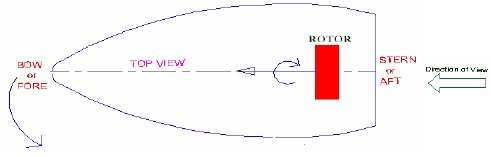 BOW
or
FORE
TOP VIEW
ROTOR
STERN
or
AFT
Direction of View